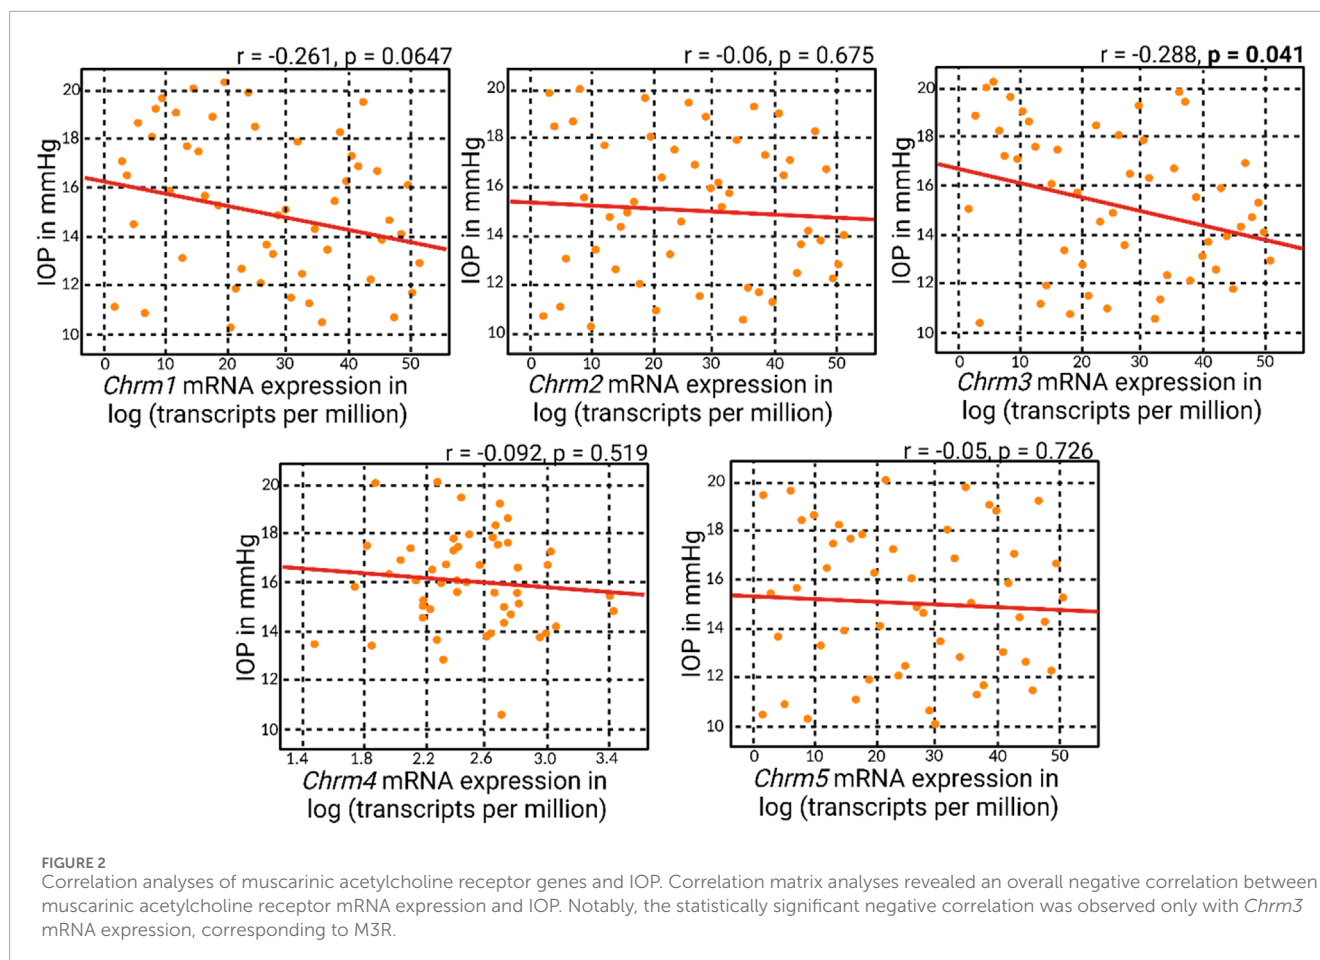 r = -0.261, p = 0.0647
20
18
16
14
12
10
IOP in mmHg
0 10 20 30 40 50
Chrm1 mRNA expression in
log (transcripts per million)
r = -0.06, p = 0.675
20
18
16
14
12
10
IOP in mmHg
0 10 20 30 40 50
Chrm2 mRNA expression in
log (transcripts per million)
r = -0.288, p = 0.041
20
18
16
14
12
10
IOP in mmHg
0 10 20 30 40 50
Chrm3 mRNA expression in
log (transcripts per million)
r = -0.092, p = 0.519
20
18
16
14
12
10
IOP in mmHg
1.4 1.8 2.2 2.6 3.0 3.4
Chrm4 mRNA expression in
log (transcripts per million)
r = -0.05, p = 0.726
20
18
16
14
12
10
IOP in mmHg
0 10 20 30 40 50
Chrm5 mRNA expression in
log (transcripts per million)
FIGURE 2
Correlation analyses of muscarinic acetylcholine receptor genes and IOP. Correlation matrix analyses revealed an overall negative correlation between
muscarinic acetylcholine receptor mRNA expression and IOP. Notably, the statistically significant negative correlation was observed only with Chrm3
mRNA expression, corresponding to M3R.